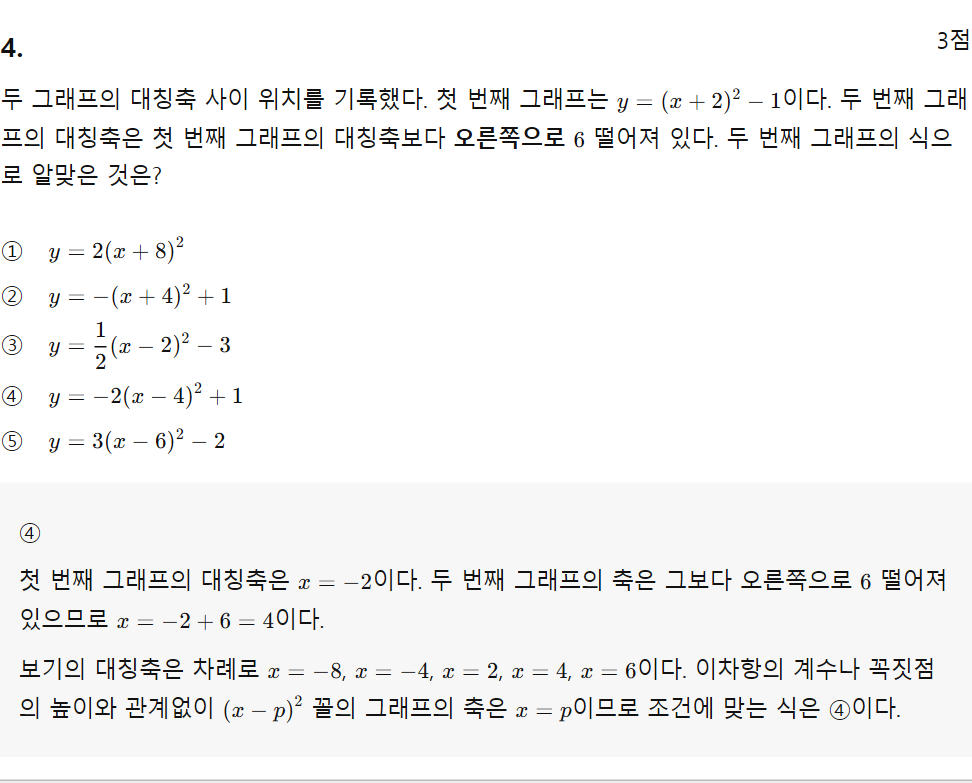 4.
3점
두 그래프의 대칭축 사이 위치를 기록했다. 첫 번째 그래프는 y = (x + 2)² − 1이다. 두 번째 그래
프의 대칭축은 첫 번째 그래프의 대칭축보다 오른쪽으로 6 떨어져 있다. 두 번째 그래프의 식으
로 알맞은 것은?
① y = 2(x + 8)²
② y = −(x + 4)² + 1
③ y = 1/2(x − 2)² − 3
④ y = −2(x − 4)² + 1
⑤ y = 3(x − 6)² − 2
④
첫 번째 그래프의 대칭축은 x = −2이다. 두 번째 그래프의 축은 그보다 오른쪽으로 6 떨어져
있으므로 x = −2 + 6 = 4이다.
보기의 대칭축은 차례로 x = −8, x = −4, x = 2, x = 4, x = 6이다. 이차항의 계수나 꼭짓점
의 높이와 관계없이 (x − p)² 꼴의 그래프의 축은 x = p이므로 조건에 맞는 식은 ④이다.